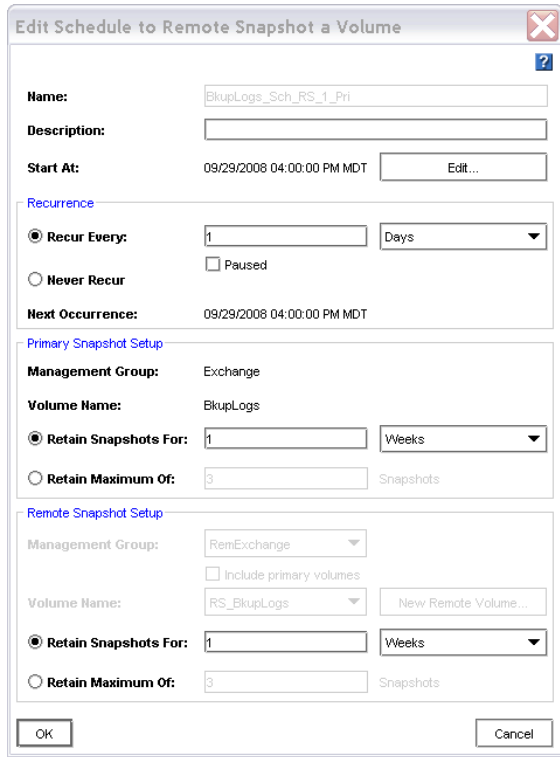 Edit Schedule to Remote Snapshot a Volume
?
Name: BkupLogs_Sch_RS_1_Pri
Description:
Start At: 09/29/2008 04:00:00 PM MDT Edit...
Recurrence
Recur Every: 1 Days
Paused
Never Recur
Next Occurrence: 09/29/2008 04:00:00 PM MDT
Primary Snapshot Setup
Management Group: Exchange
Volume Name: BkupLogs
Retain Snapshots For: 1 Weeks
Retain Maximum Of: 3 Snapshots
Remote Snapshot Setup
Management Group: RemExchange
Include primary volumes
Volume Name: RS_BkupLogs New Remote Volume...
Retain Snapshots For: 1 Weeks
Retain Maximum Of: 3 Snapshots
OK Cancel